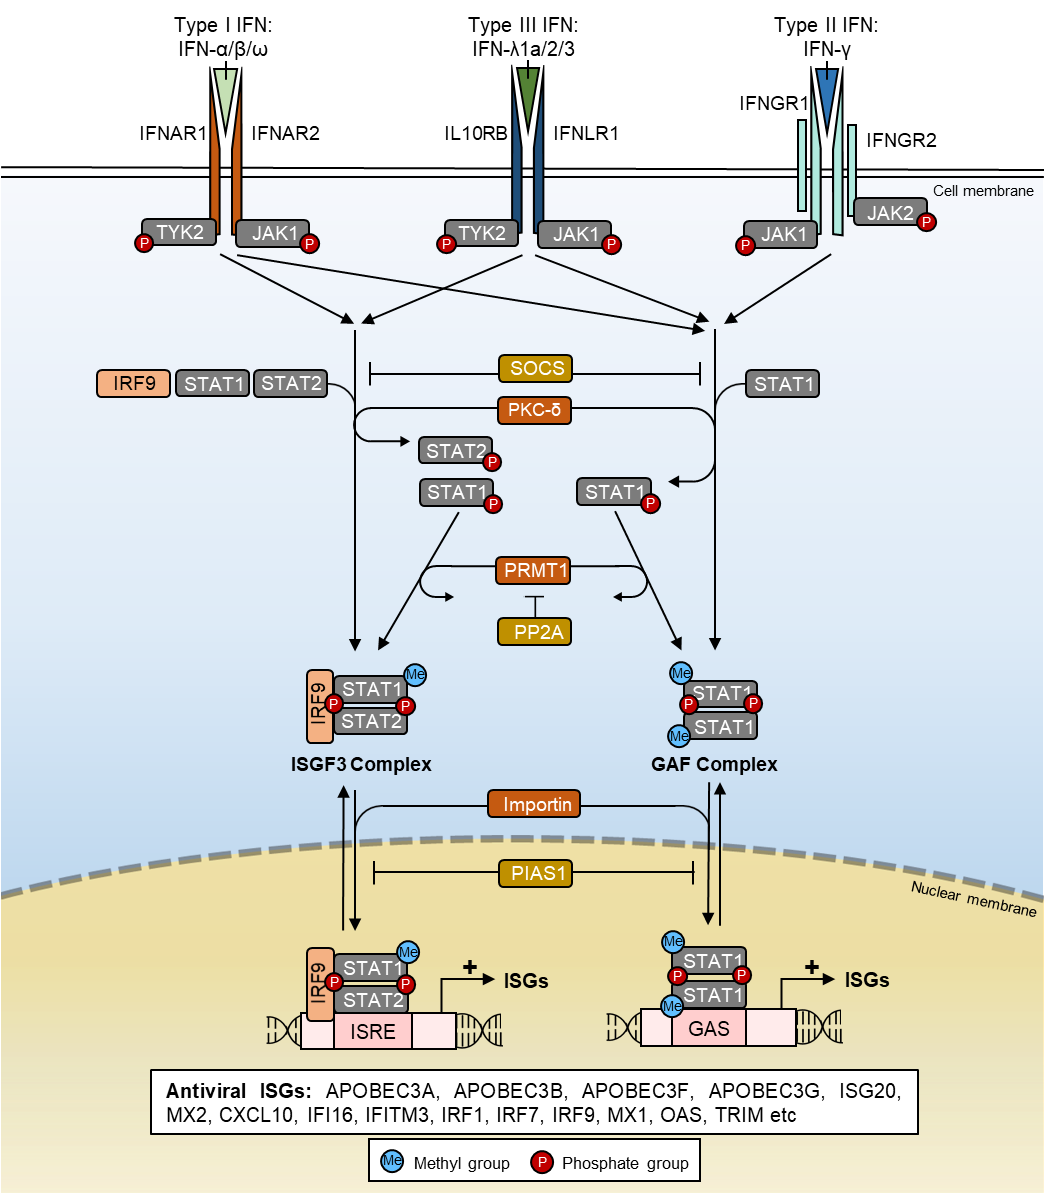 Type I IFN:
IFN-α/β/ω
Type III IFN:
IFN-λ1a/2/3
Type II IFN:
IFN-γ
IFNAR1
IFNAR2
IL10RB
IFNLR1
IFNGR1
IFNGR2
Cell membrane
TYK2
P
JAK1
P
TYK2
P
JAK1
P
JAK1
P
JAK2
P
IRF9
STAT1
STAT2
SOCS
STAT1
PKC-δ
STAT2
P
STAT1
P
STAT1
P
PRMT1
PP2A
IRF9
STAT1
Me
P
P
STAT2
ISGF3 Complex
Me
STAT1
P
P
Me
STAT1
GAF Complex
Importin
PIAS1
Nuclear membrane
IRF9
STAT1
Me
P
P
STAT2
ISRE
+
ISGs
Me
STAT1
P
P
Me
STAT1
GAS
+
ISGs
Antiviral ISGs: APOBEC3A, APOBEC3B, APOBEC3F, APOBEC3G, ISG20,
MX2, CXCL10, IFI16, IFITM3, IRF1, IRF7, IRF9, MX1, OAS, TRIM etc
Me Methyl group P Phosphate group